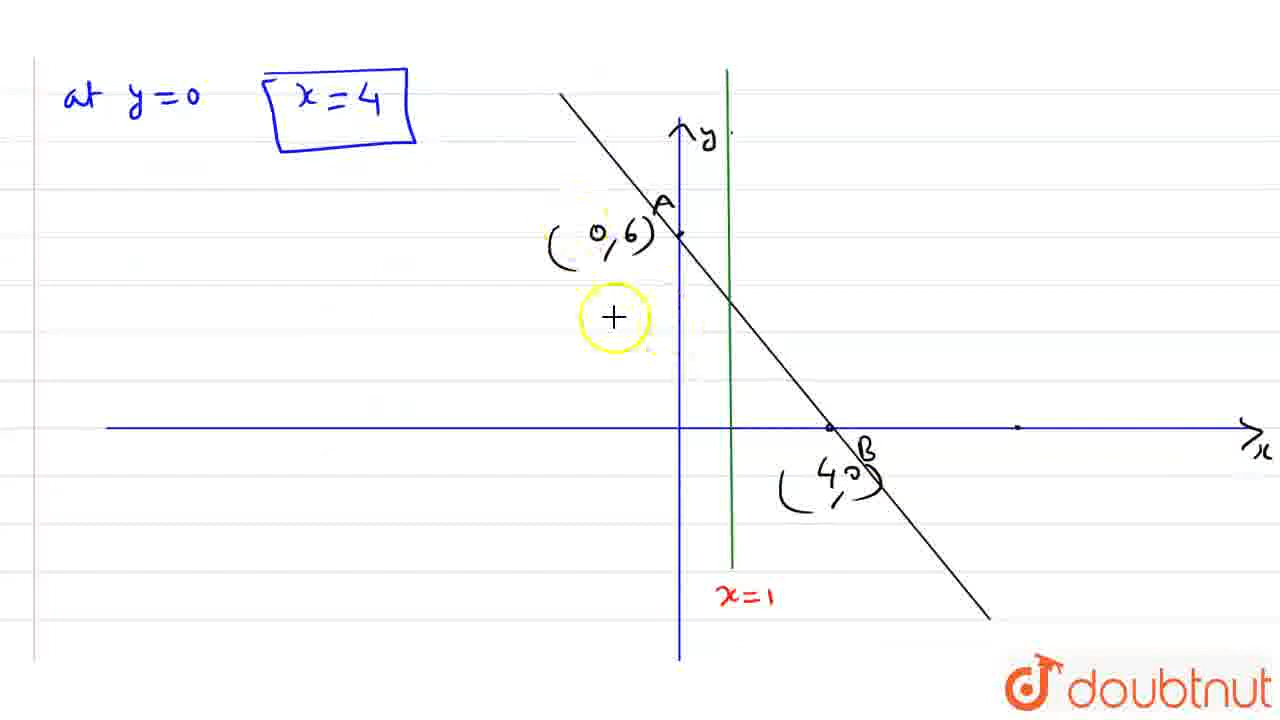 at y=0 x=4
y
A
(0,6)
x
B
(4,0)
x=1
doubtnut